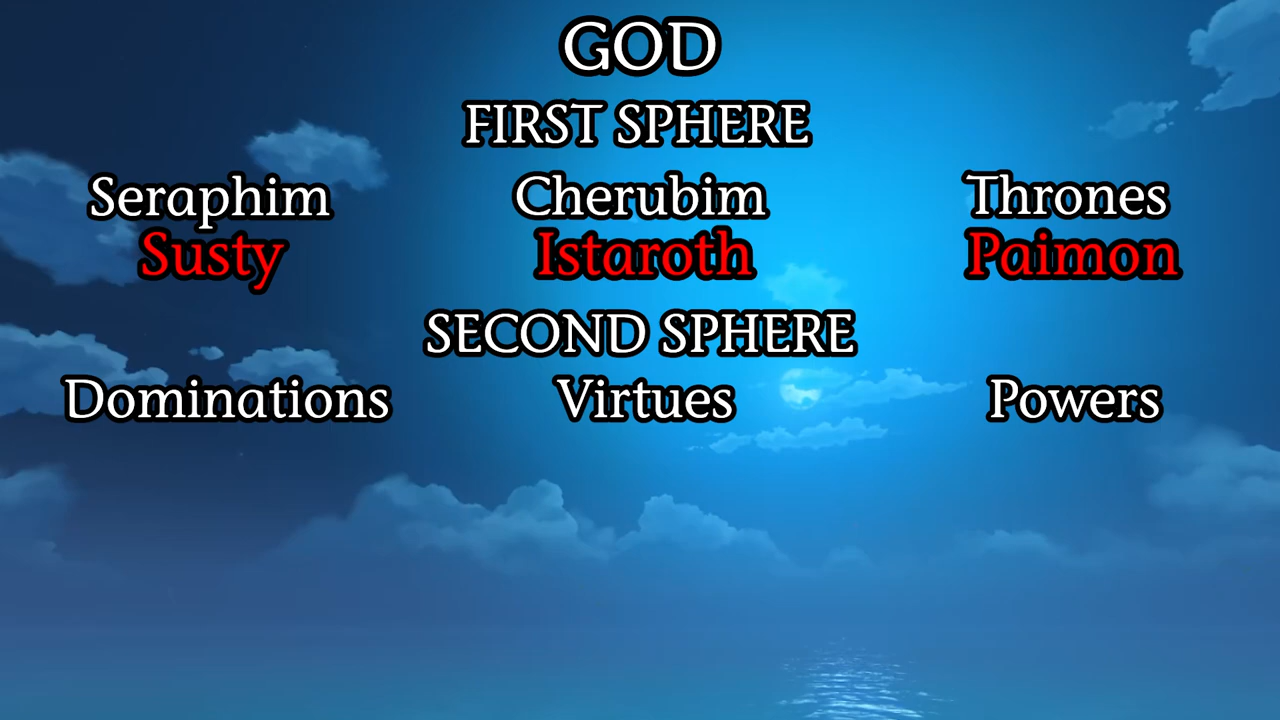 GOD
FIRST SPHERE
Seraphim Cherubim Thrones
Susty Istaroth Paimon
SECOND SPHERE
Dominations Virtues Powers